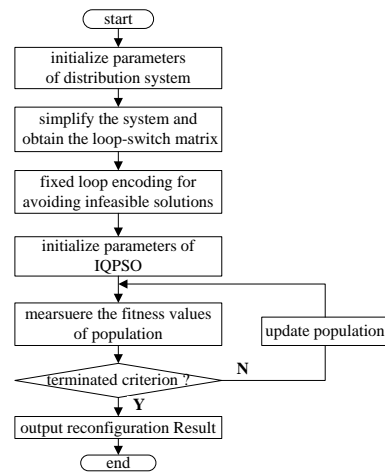 start
initialize parameters
of distribution system
simplify the system and
obtain the loop-switch matrix
fixed loop encoding for
avoiding infeasible solutions
initialize parameters of
IQPSO
mearsuere the fitness values
of population
update population
terminated criterion ?
N
Y
output reconfiguration Result
end